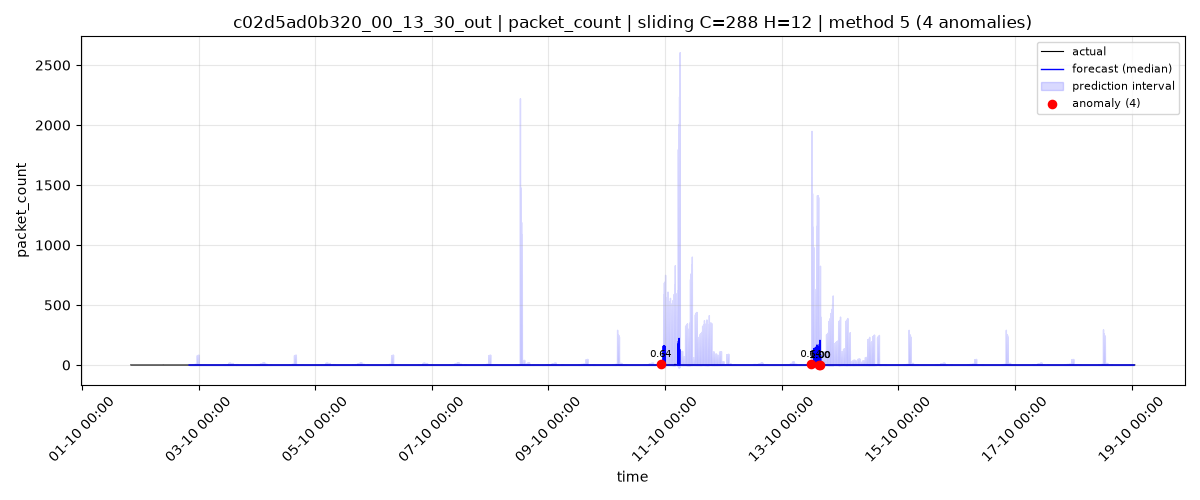 c02d5ad0b320_00_13_30_out | packet_count | sliding C=288 H=12 | method 5 (4 anomalies)
actual
forecast (median)
prediction interval
anomaly (4)
packet_count
2500
2000
1500
1000
500
0
0.64
01-10 00:00
03-10 00:00
05-10 00:00
07-10 00:00
09-10 00:00
11-10 00:00
13-10 00:00
15-10 00:00
17-10 00:00
19-10 00:00
time